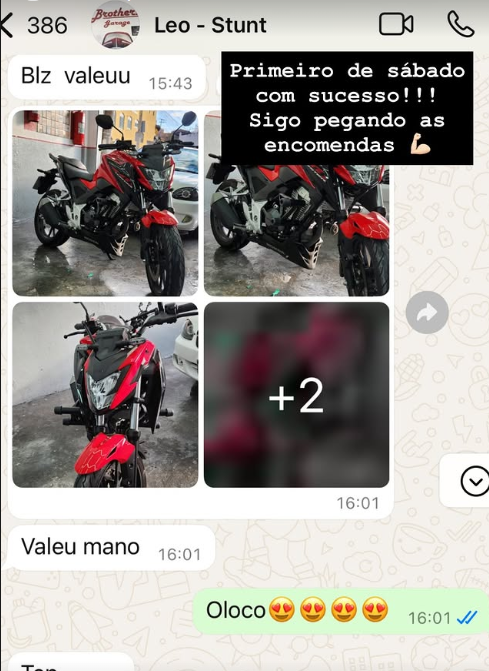 386
Brother
Garage
Leo - Stunt
Blz valeuu 15:43
Primeiro de sábado
com sucesso!!!
Sigo pegando as
encomendas 💪🏻
+2
16:01
Valeu mano 16:01
Oloco😍😍😍😍 16:01